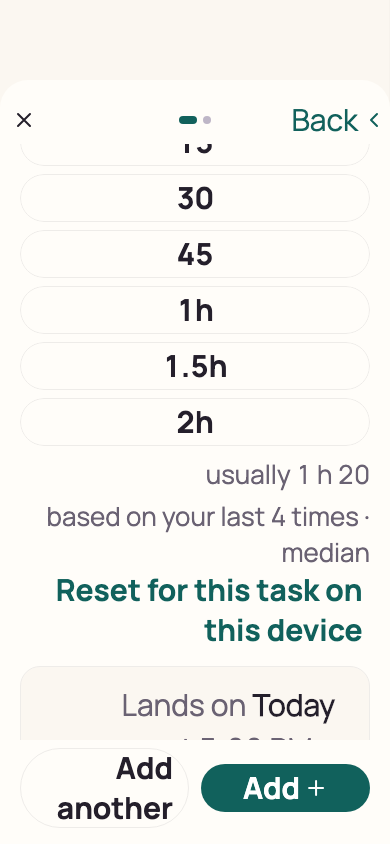 Back
15
30
45
1h
1.5h
2h
usually 1 h 20
based on your last 4 times ·
median
Reset for this task on
this device
Lands on Today
Add
another
Add +